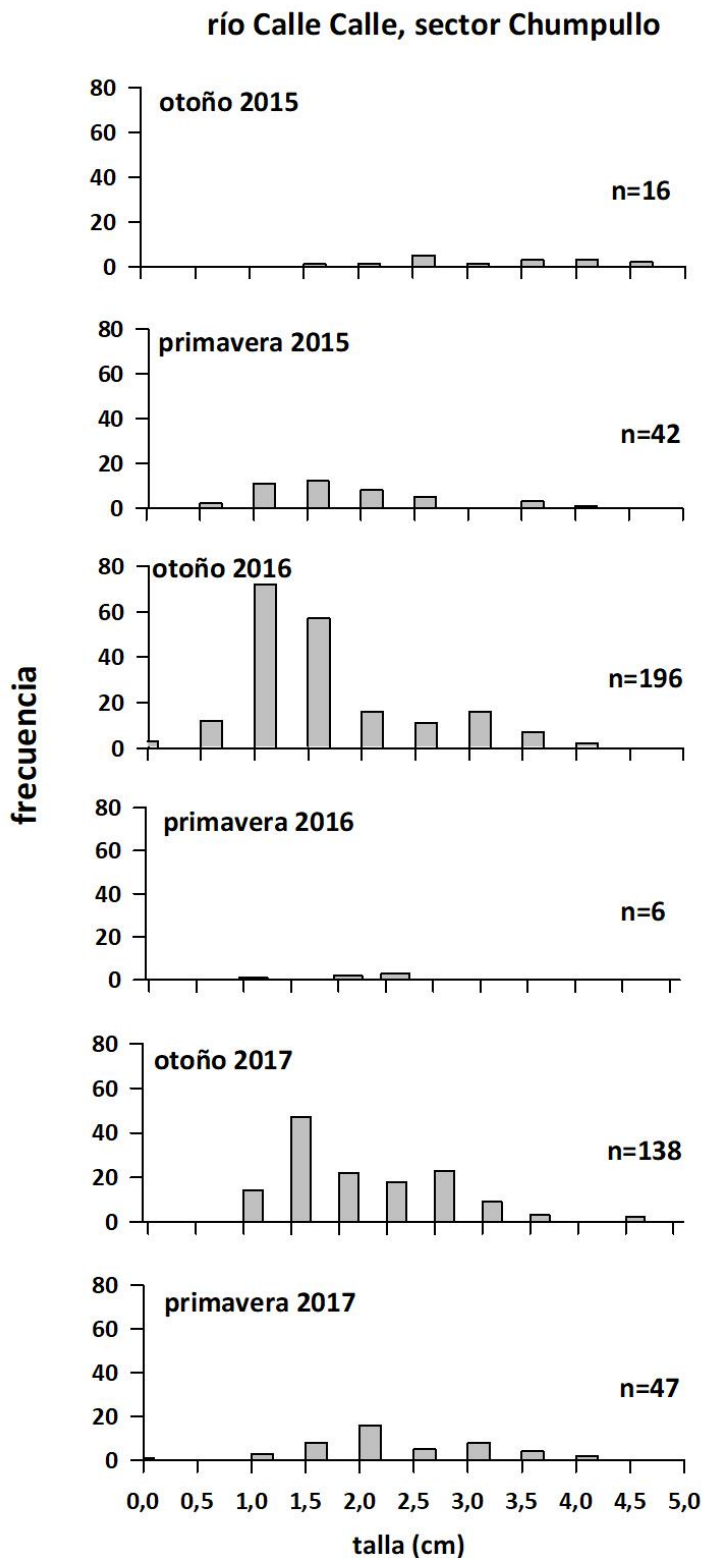 río Calle Calle, sector Chumpullo
80
otoño 2015
60
40
n=16
20
0
80
primavera 2015
60
40
n=42
20
0
80
otoño 2016
60
40
n=196
20
0
80
primavera 2016
60
40
n=6
20
0
80
otoño 2017
60
40
n=138
20
0
80
primavera 2017
60
40
n=47
20
0
frecuencia
0,0 0,5 1,0 1,5 2,0 2,5 3,0 3,5 4,0 4,5 5,0
talla (cm)